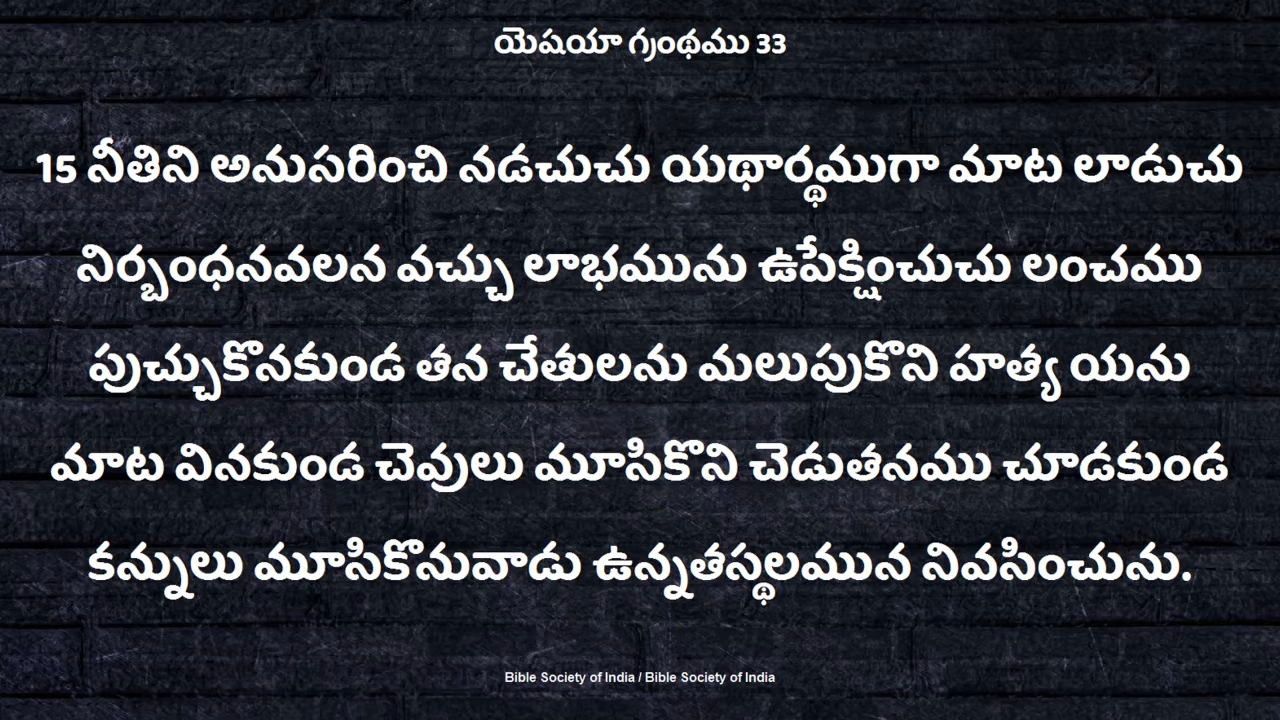 యెషయా గ్రంథము 33
15 నీతిని అనుసరించి నడచుచు యథార్థముగా మాట లాడుచు
నిర్బంధనవలన వచ్చు లాభమును ఉపేక్షించుచు లంచము
పుచ్చుకొనకుండ తన చేతులను మలుపుకొని హత్య యను
మాట వినకుండ చెవులు మూసికొని చెడుతనము చూడకుండ
కన్నులు మూసికొనువాడు ఉన్నతస్థలమున నివసించును.
Bible Society of India / Bible Society of India